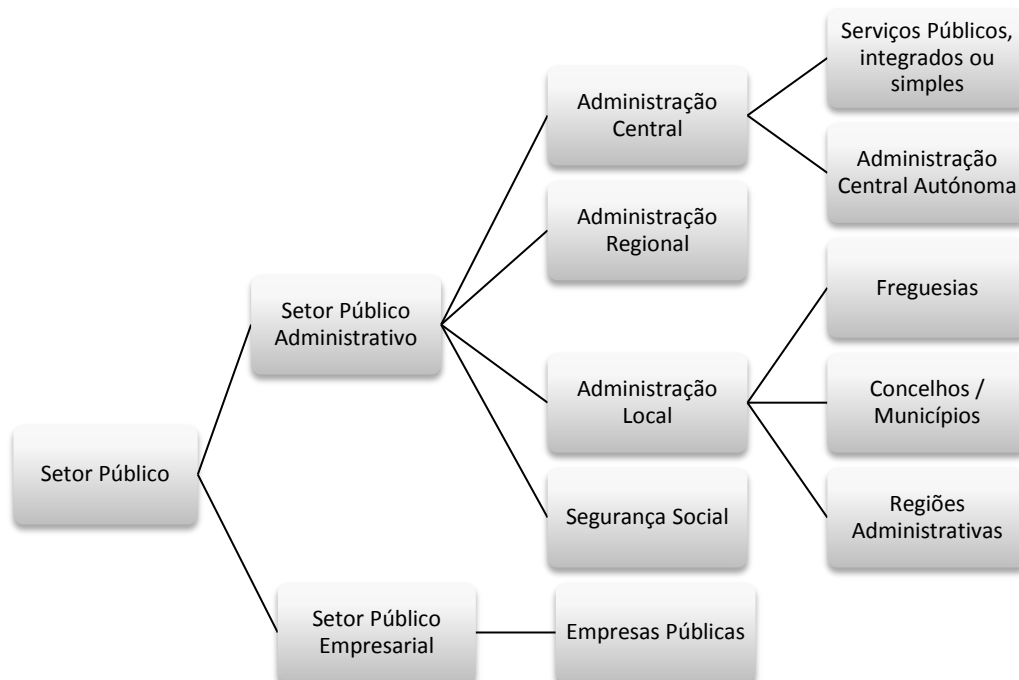 Serviços Públicos,
integrados ou
simples
Administração
Central
Administração
Central Autónoma
Administração
Regional
Freguesias
Setor Público
Administrativo
Administração
Local
Concelhos /
Municípios
Setor Público
Segurança Social
Regiões
Administrativas
Setor Público
Empresarial
Empresas Públicas